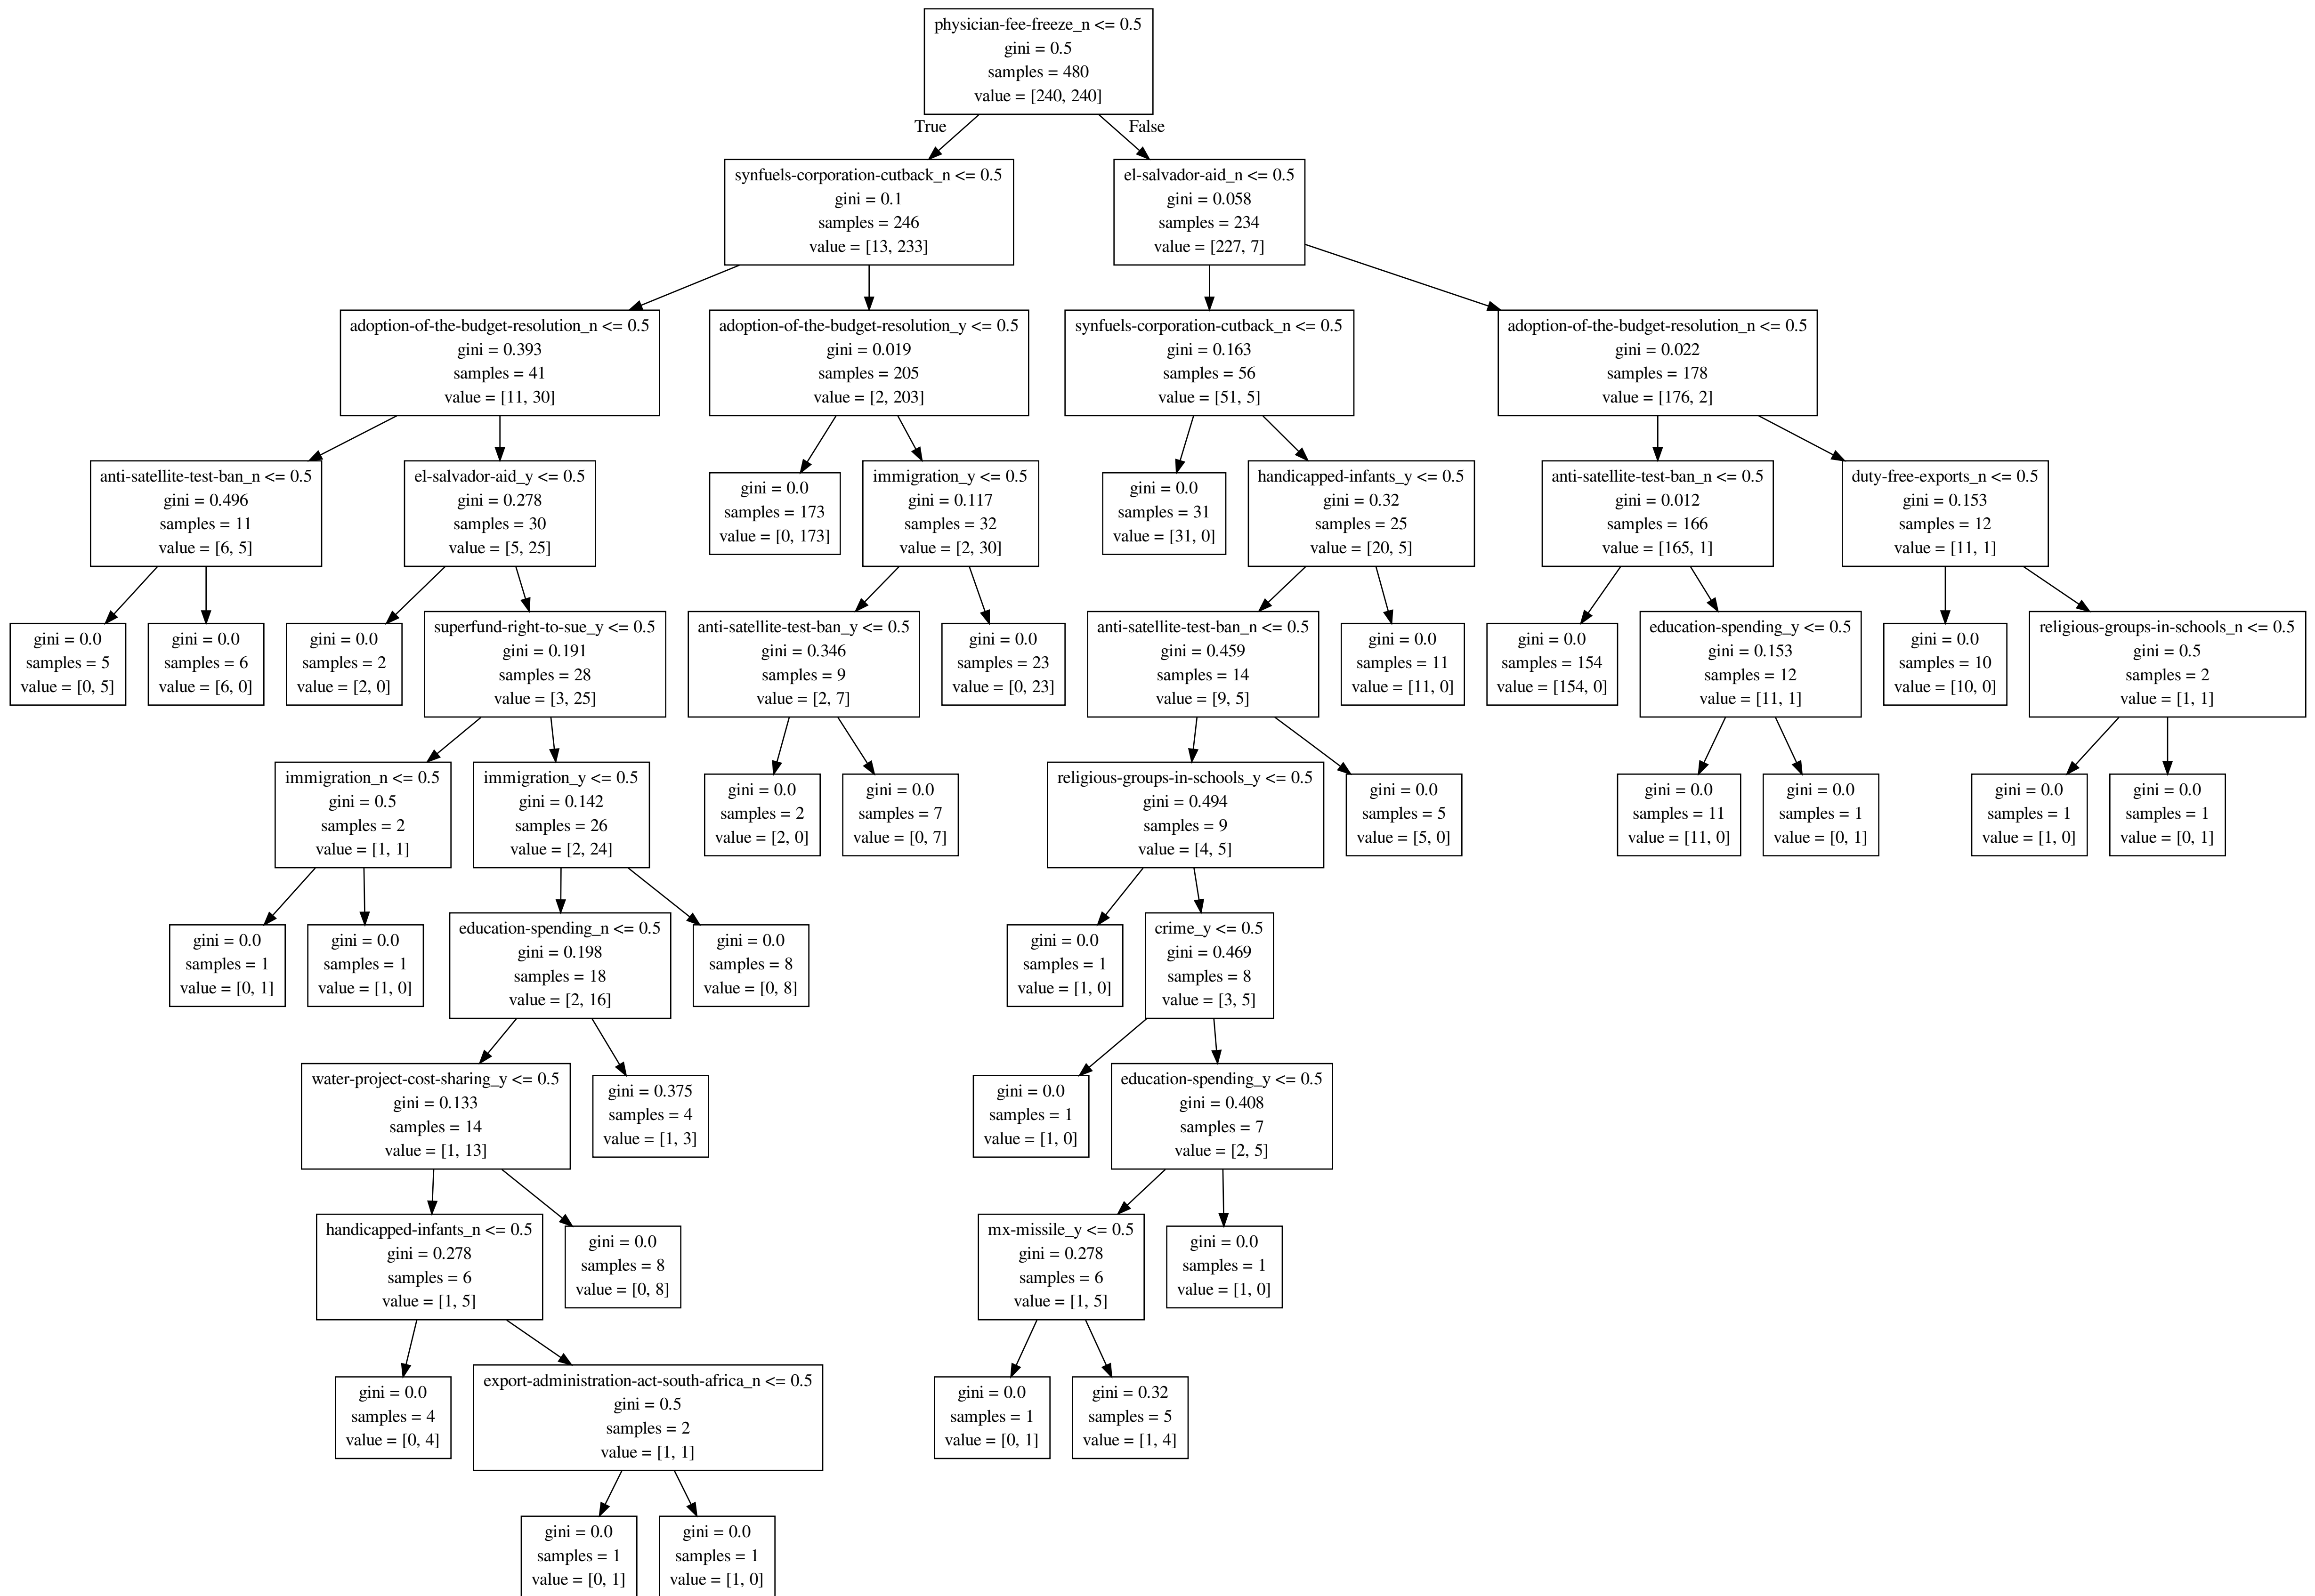 physician-fee-freeze_n <= 0.5
gini = 0.5
samples = 480
value = [240, 240]
True
False
synfuels-corporation-cutback_n <= 0.5
gini = 0.1
samples = 246
value = [13, 233]
el-salvador-aid_n <= 0.5
gini = 0.058
samples = 234
value = [227, 7]
adoption-of-the-budget-resolution_n <= 0.5
gini = 0.393
samples = 41
value = [11, 30]
adoption-of-the-budget-resolution_y <= 0.5
gini = 0.019
samples = 205
value = [2, 203]
synfuels-corporation-cutback_n <= 0.5
gini = 0.163
samples = 56
value = [51, 5]
adoption-of-the-budget-resolution_n <= 0.5
gini = 0.022
samples = 178
value = [176, 2]
anti-satellite-test-ban_n <= 0.5
gini = 0.496
samples = 11
value = [6, 5]
el-salvador-aid_y <= 0.5
gini = 0.278
samples = 30
value = [5, 25]
gini = 0.0
samples = 173
value = [0, 173]
immigration_y <= 0.5
gini = 0.117
samples = 32
value = [2, 30]
gini = 0.0
samples = 31
value = [31, 0]
handicapped-infants_y <= 0.5
gini = 0.32
samples = 25
value = [20, 5]
anti-satellite-test-ban_n <= 0.5
gini = 0.012
samples = 166
value = [165, 1]
duty-free-exports_n <= 0.5
gini = 0.153
samples = 12
value = [11, 1]
gini = 0.0
samples = 5
value = [0, 5]
gini = 0.0
samples = 6
value = [6, 0]
gini = 0.0
samples = 2
value = [2, 0]
superfund-right-to-sue_y <= 0.5
gini = 0.191
samples = 28
value = [3, 25]
anti-satellite-test-ban_y <= 0.5
gini = 0.346
samples = 9
value = [2, 7]
gini = 0.0
samples = 23
value = [0, 23]
anti-satellite-test-ban_n <= 0.5
gini = 0.459
samples = 14
value = [9, 5]
gini = 0.0
samples = 11
value = [11, 0]
gini = 0.0
samples = 154
value = [154, 0]
education-spending_y <= 0.5
gini = 0.153
samples = 12
value = [11, 1]
gini = 0.0
samples = 10
value = [10, 0]
religious-groups-in-schools_n <= 0.5
gini = 0.5
samples = 2
value = [1, 1]
immigration_n <= 0.5
gini = 0.5
samples = 2
value = [1, 1]
immigration_y <= 0.5
gini = 0.142
samples = 26
value = [2, 24]
gini = 0.0
samples = 2
value = [2, 0]
gini = 0.0
samples = 7
value = [0, 7]
religious-groups-in-schools_y <= 0.5
gini = 0.494
samples = 9
value = [4, 5]
gini = 0.0
samples = 5
value = [5, 0]
gini = 0.0
samples = 11
value = [11, 0]
gini = 0.0
samples = 1
value = [0, 1]
gini = 0.0
samples = 1
value = [1, 0]
gini = 0.0
samples = 1
value = [0, 1]
gini = 0.0
samples = 1
value = [0, 1]
gini = 0.0
samples = 1
value = [1, 0]
education-spending_n <= 0.5
gini = 0.198
samples = 18
value = [2, 16]
gini = 0.0
samples = 8
value = [0, 8]
gini = 0.0
samples = 1
value = [1, 0]
crime_y <= 0.5
gini = 0.469
samples = 8
value = [3, 5]
water-project-cost-sharing_y <= 0.5
gini = 0.133
samples = 14
value = [1, 13]
gini = 0.375
samples = 4
value = [1, 3]
gini = 0.0
samples = 1
value = [1, 0]
education-spending_y <= 0.5
gini = 0.408
samples = 7
value = [2, 5]
handicapped-infants_n <= 0.5
gini = 0.278
samples = 6
value = [1, 5]
gini = 0.0
samples = 8
value = [0, 8]
mx-missile_y <= 0.5
gini = 0.278
samples = 6
value = [1, 5]
gini = 0.0
samples = 1
value = [1, 0]
gini = 0.0
samples = 4
value = [0, 4]
export-administration-act-south-africa_n <= 0.5
gini = 0.5
samples = 2
value = [1, 1]
gini = 0.0
samples = 1
value = [0, 1]
gini = 0.32
samples = 5
value = [1, 4]
gini = 0.0
samples = 1
value = [0, 1]
gini = 0.0
samples = 1
value = [1, 0]